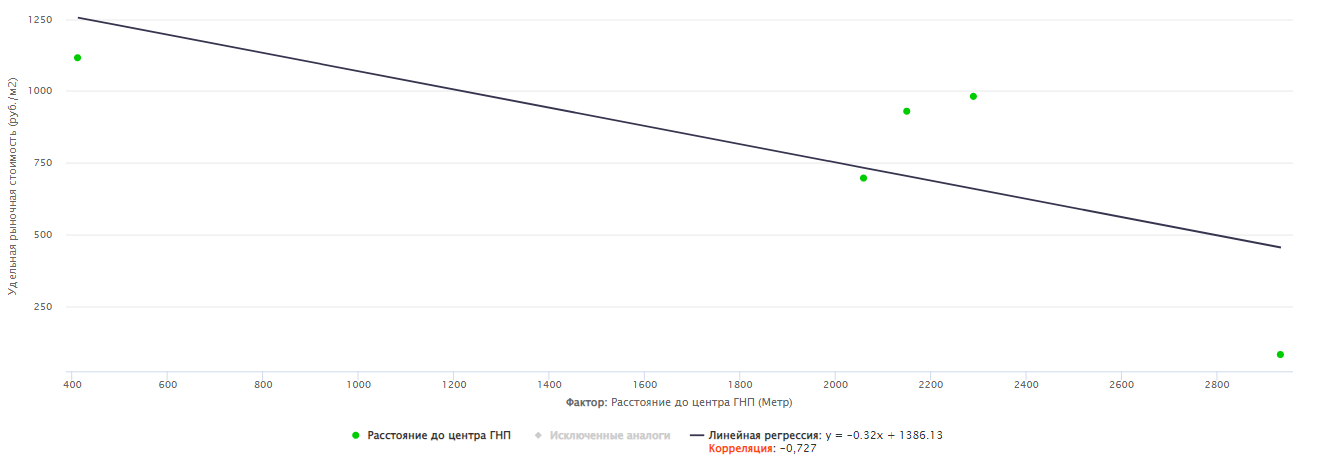 Удельная рыночная стоимость (руб./м2)
1250
1000
750
500
250
400 600 800 1000 1200 1400 1600 1800 2000 2200 2400 2600 2800
Фактор: Расстояние до центра ГНП (Метр)
Расстояние до центра ГНП Исключенные аналоги Линейная регрессия: y = -0.32x + 1386.13
Корреляция: -0,727